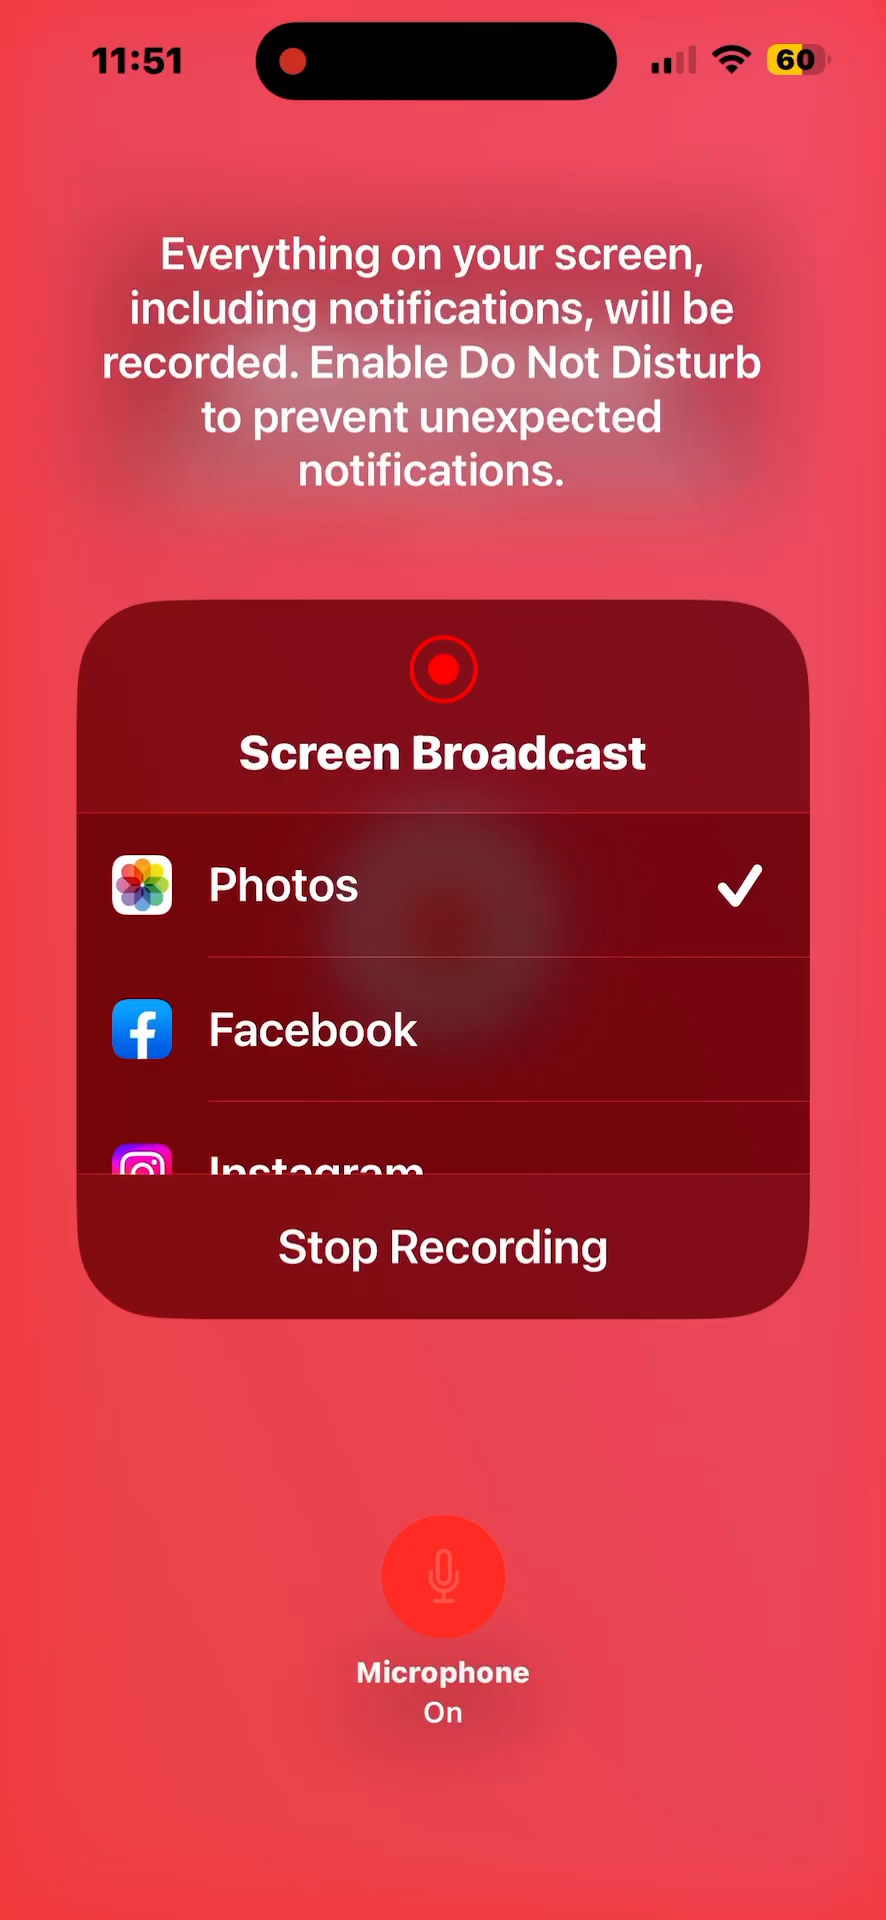 11:51
60
Everything on your screen,
including notifications, will be
recorded. Enable Do Not Disturb
to prevent unexpected
notifications.
Screen Broadcast
Photos
Facebook
Instagram
Stop Recording
Microphone
On